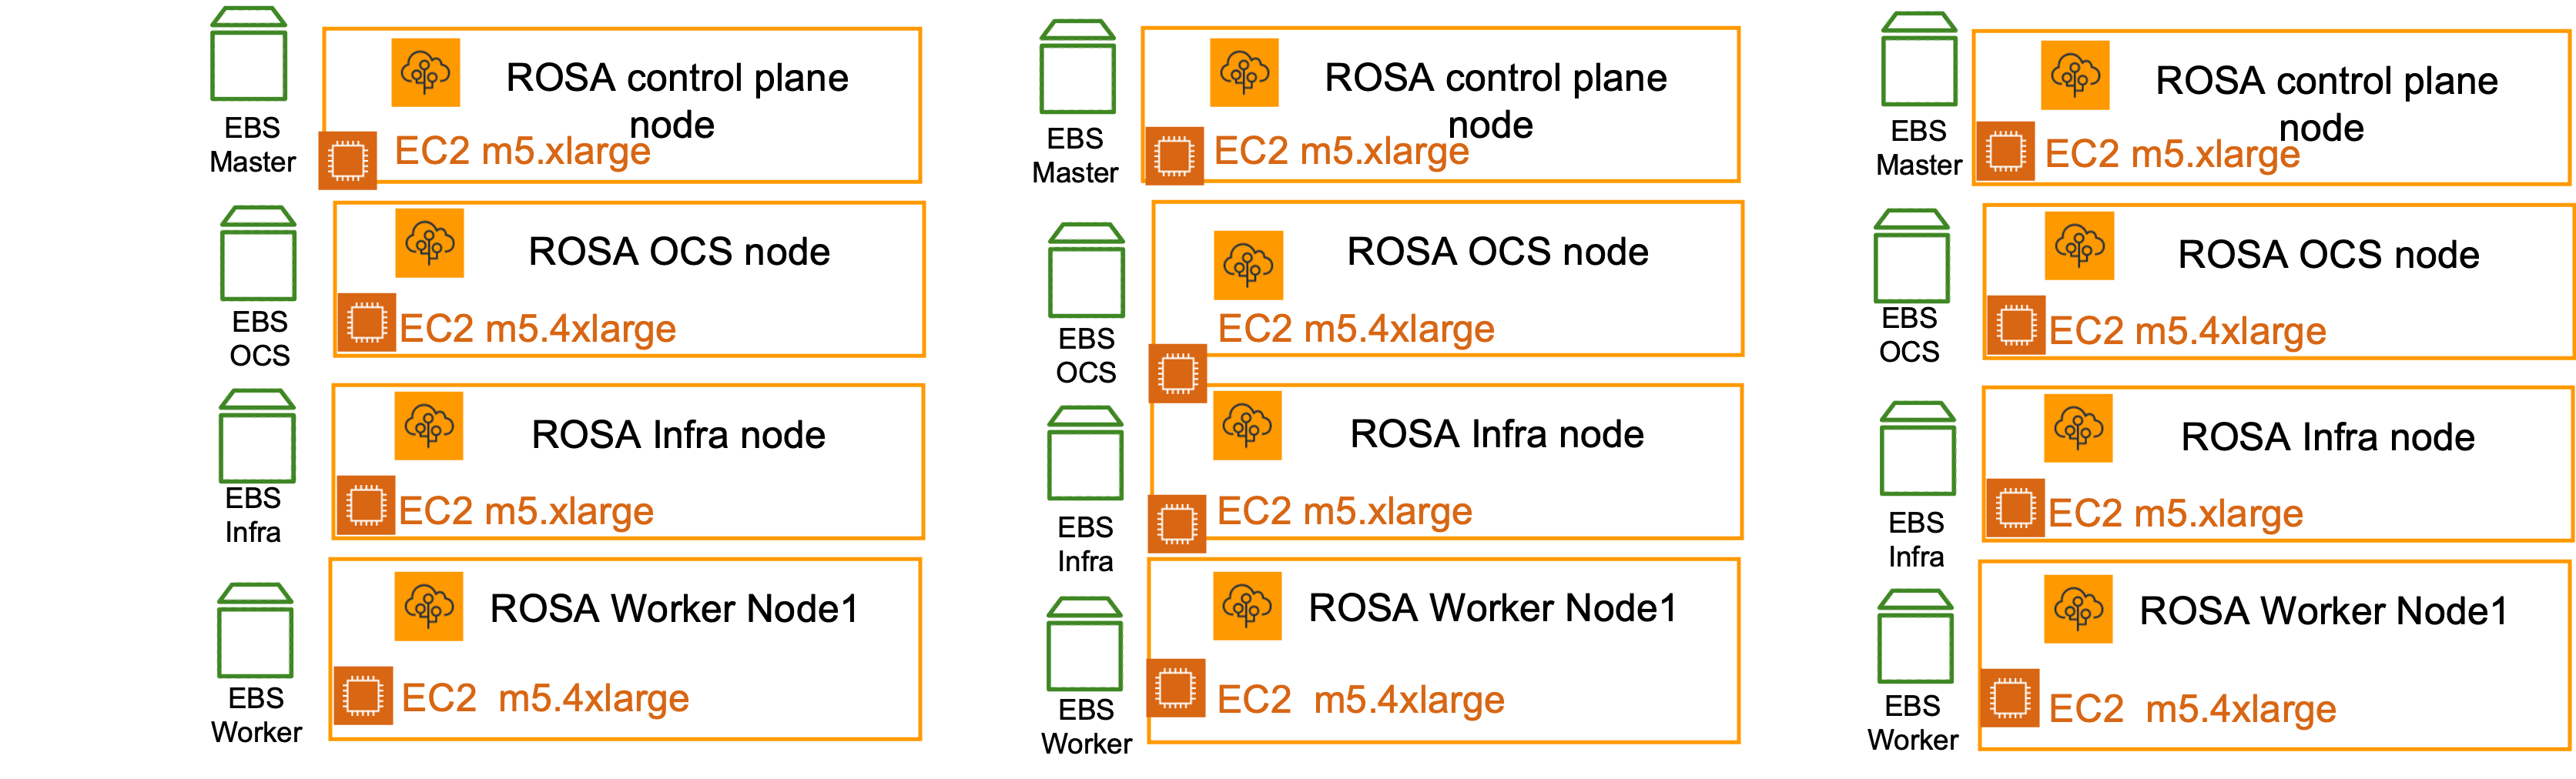 EBS
Master
ROSA control plane
node
EC2 m5.xlarge
EBS
OCS
ROSA OCS node
EC2 m5.4xlarge
EBS
Infra
ROSA Infra node
EC2 m5.xlarge
EBS
Worker
ROSA Worker Node1
EC2 m5.4xlarge
EBS
Master
ROSA control plane
node
EC2 m5.xlarge
EBS
OCS
ROSA OCS node
EC2 m5.4xlarge
EBS
Infra
ROSA Infra node
EC2 m5.xlarge
EBS
Worker
ROSA Worker Node1
EC2 m5.4xlarge
EBS
Master
ROSA control plane
node
EC2 m5.xlarge
EBS
OCS
ROSA OCS node
EC2 m5.4xlarge
EBS
Infra
ROSA Infra node
EC2 m5.xlarge
EBS
Worker
ROSA Worker Node1
EC2 m5.4xlarge